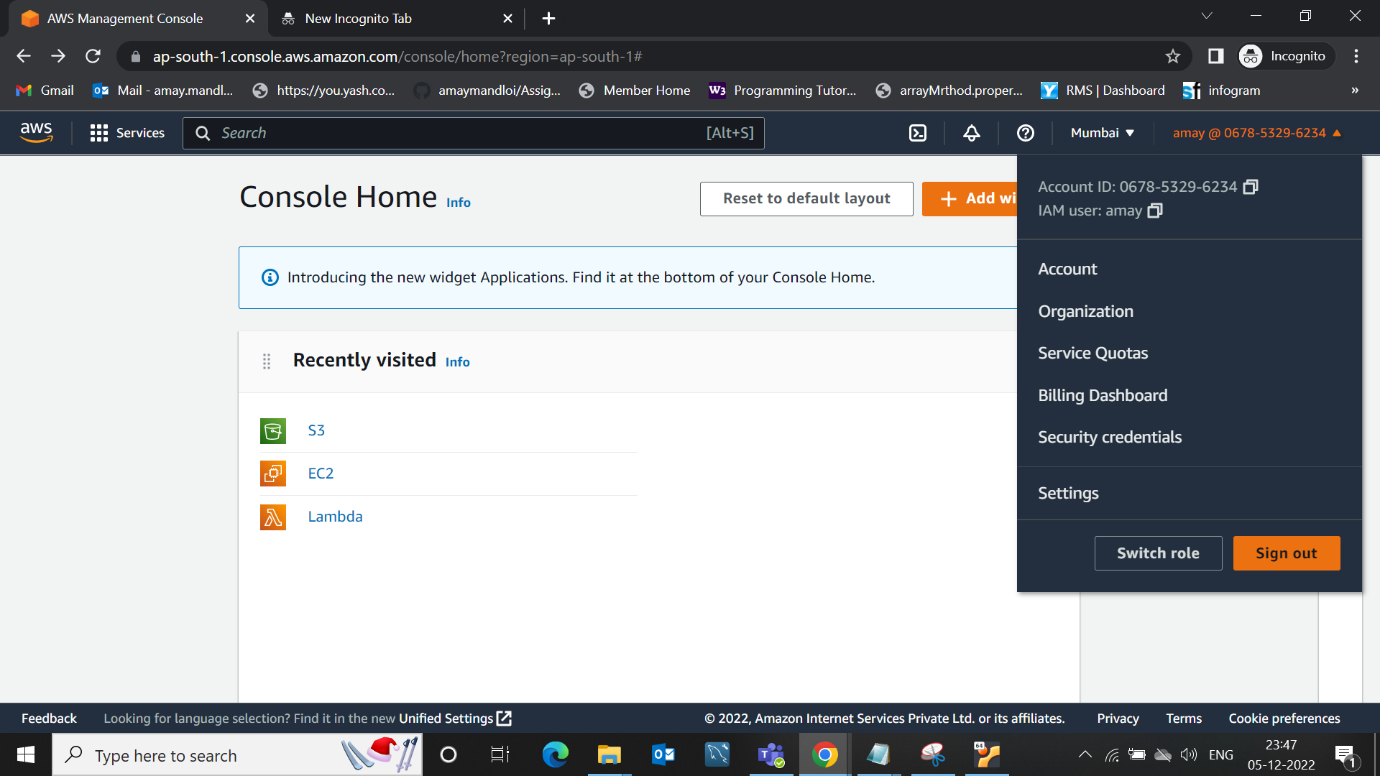 AWS Management Console
New Incognito Tab
ap-south-1.console.aws.amazon.com/console/home?region=ap-south-1#
Incognito
Gmail
Mail - amay.mandl...
https://you.yash.co...
amaymandloi/Assig...
Member Home
W3
Programming Tutor...
arrayMrthod.proper...
Y
RMS | Dashboard
infogram
»
aws
Services
Search
[Alt+S]
Mumbai
amay @ 0678-5329-6234
Account ID: 0678-5329-6234
IAM user: amay
Account
Organization
Service Quotas
Billing Dashboard
Security credentials
Settings
Switch role
Sign out
Console Home
Info
Reset to default layout
+ Add wi
Introducing the new widget Applications. Find it at the bottom of your Console Home.
Recently visited
Info
S3
EC2
Lambda
Feedback
Looking for language selection? Find it in the new Unified Settings
© 2022, Amazon Internet Services Private Ltd. or its affiliates.
Privacy
Terms
Cookie preferences
Type here to search
64
ENG
23:47
05-12-2022
1